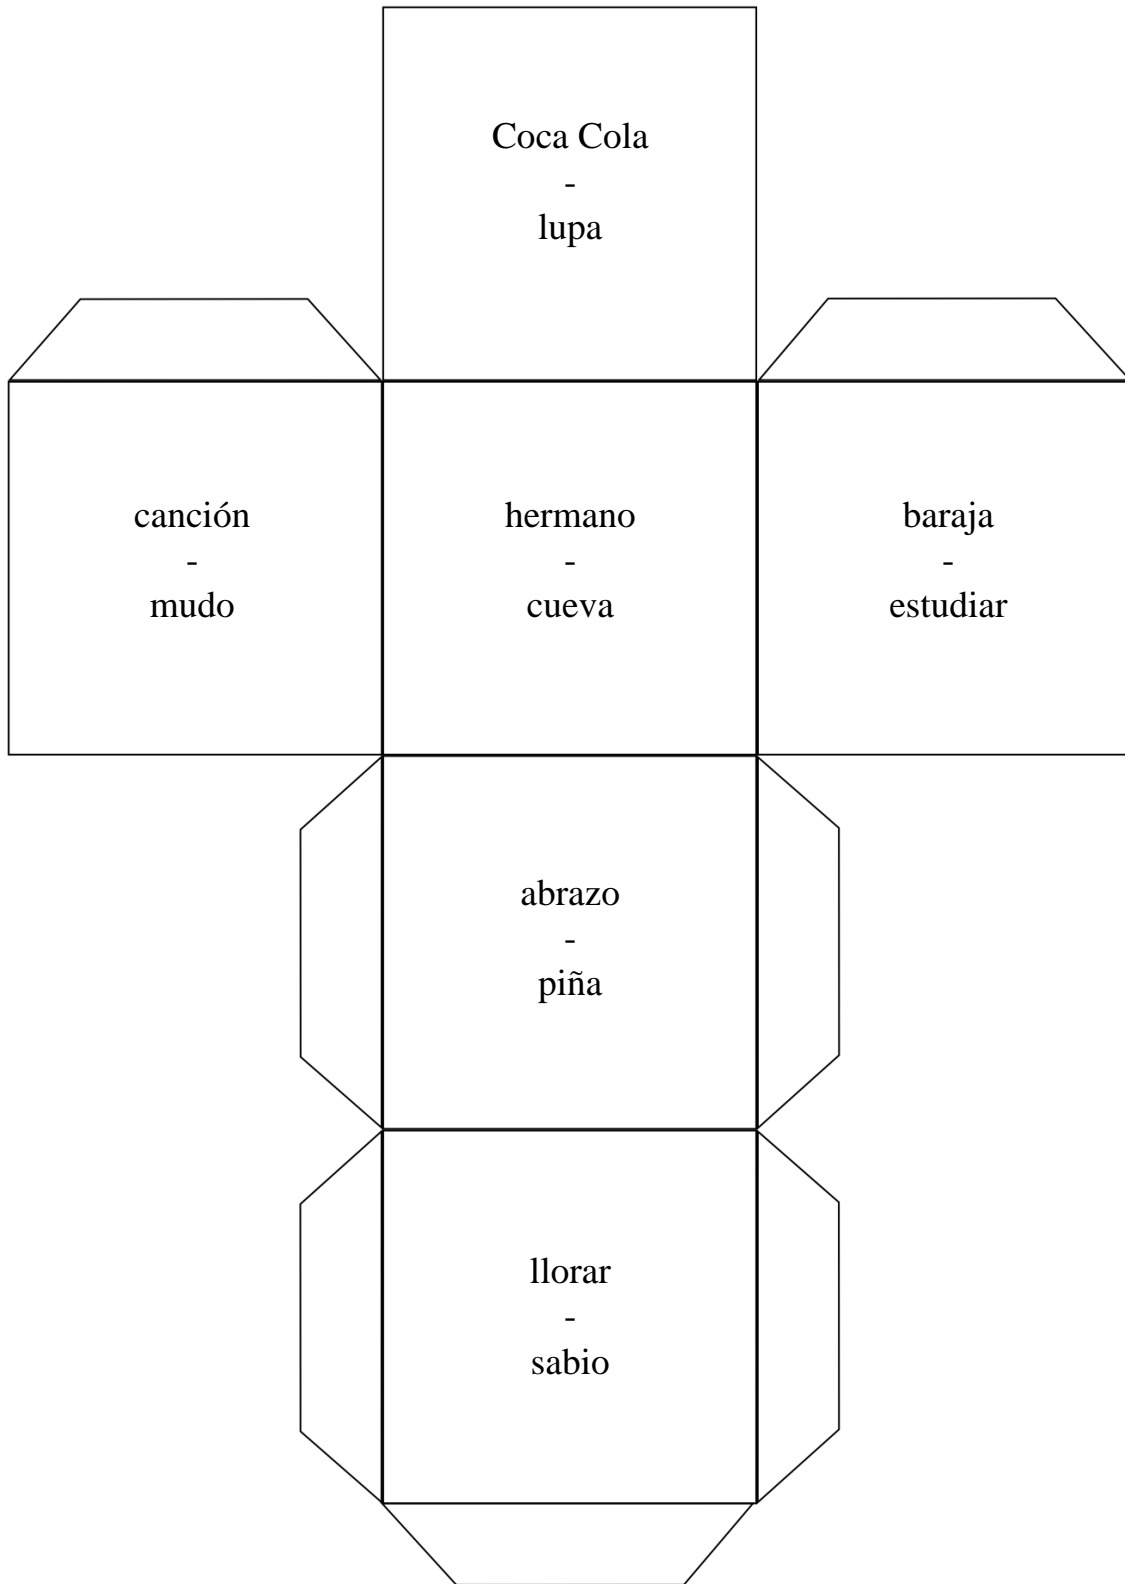 Coca Cola
-
lupa
canción
-
mudo
hermano
-
cueva
baraja
-
estudiar
abrazo
-
piña
llorar
-
sabio